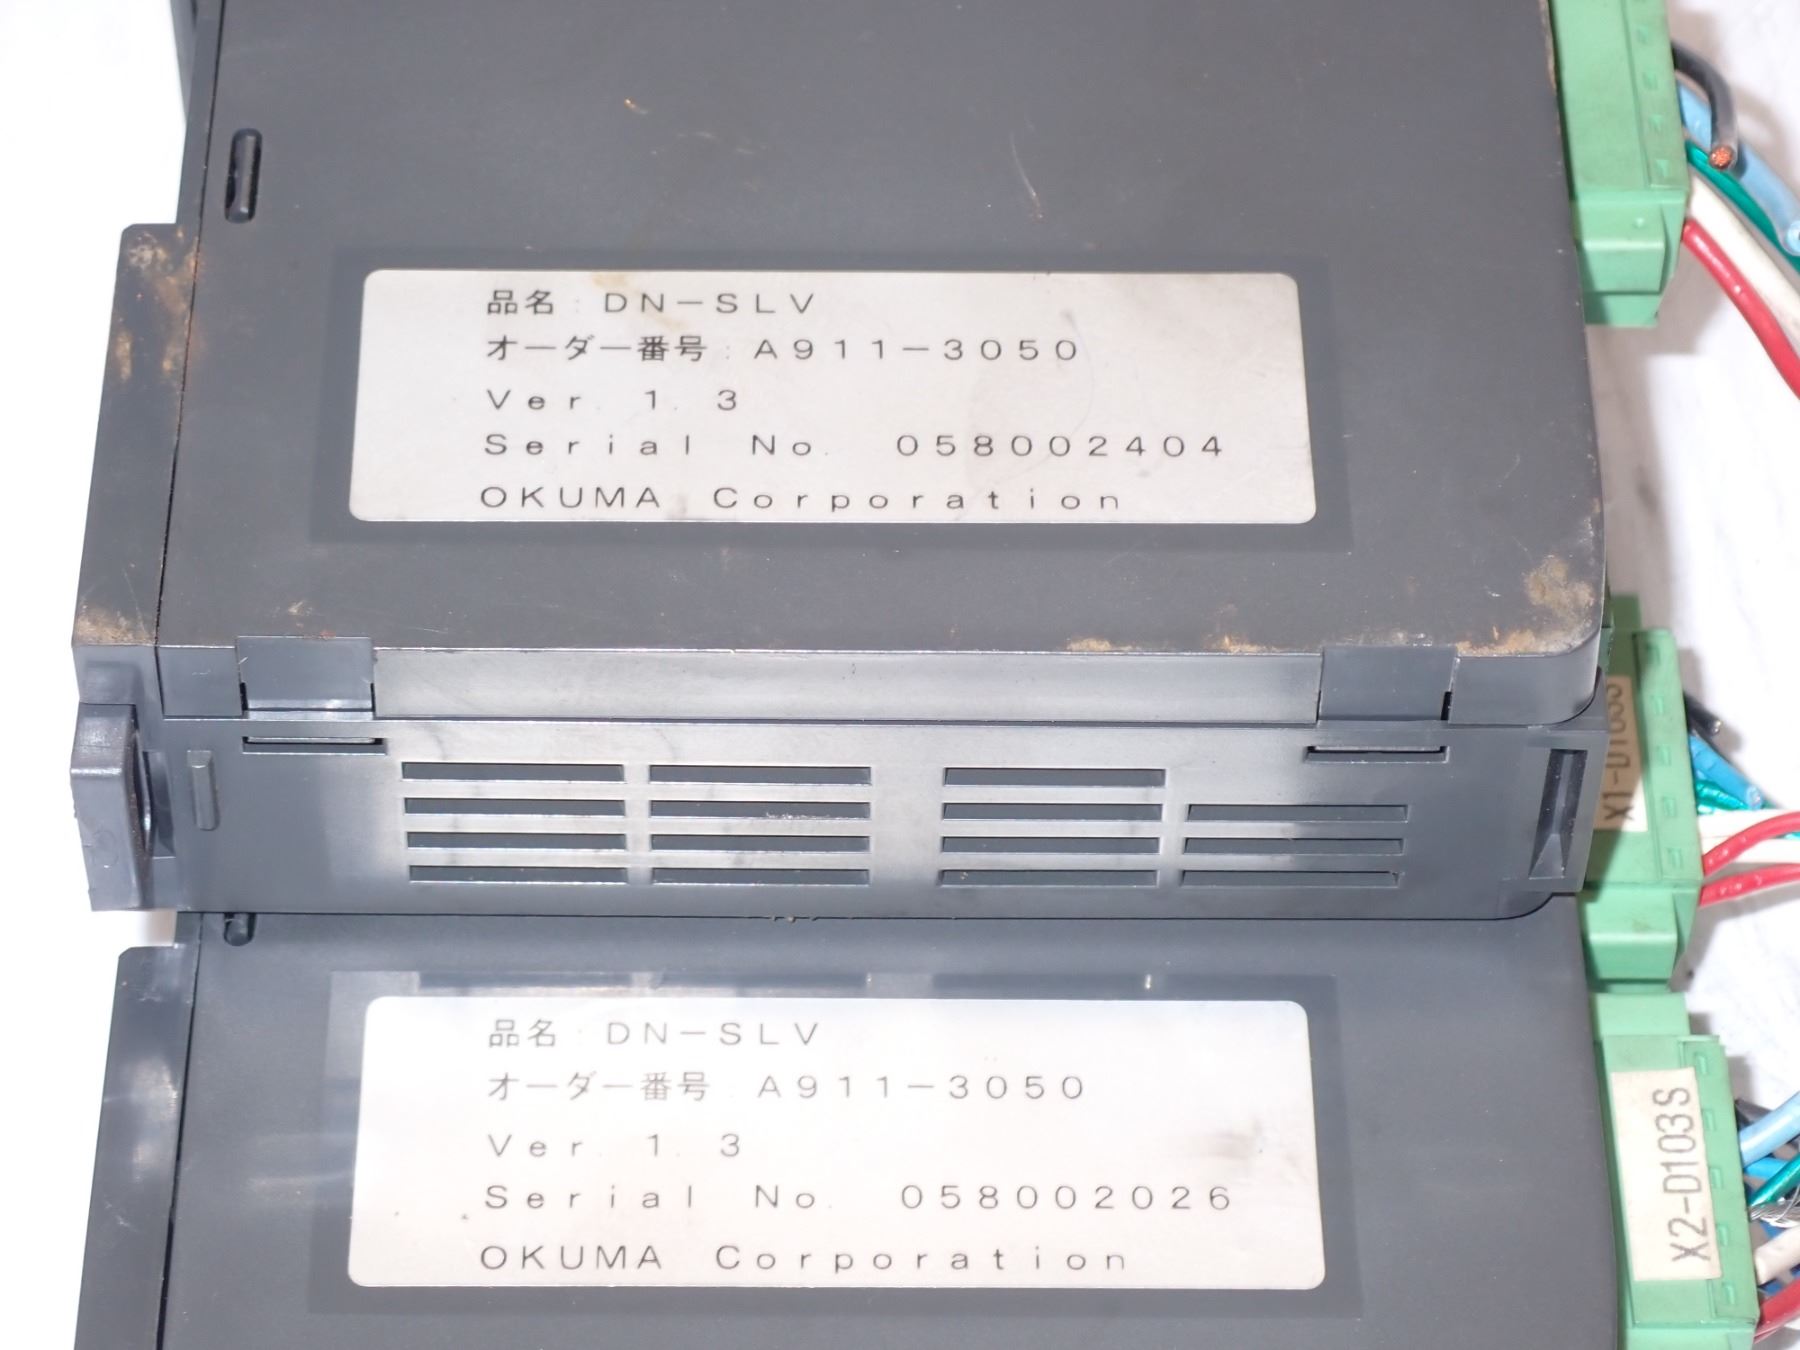 品名:DN-SLV
オーダー番号:A911-3050
Ver. 1. 3
Serial No. 058002404
OKUMA Corporation
X1-D103S
品名:DN-SLV
オーダー番号:A911-3050
Ver. 1. 3
Serial No. 058002026
OKUMA Corporation
X2-D103S